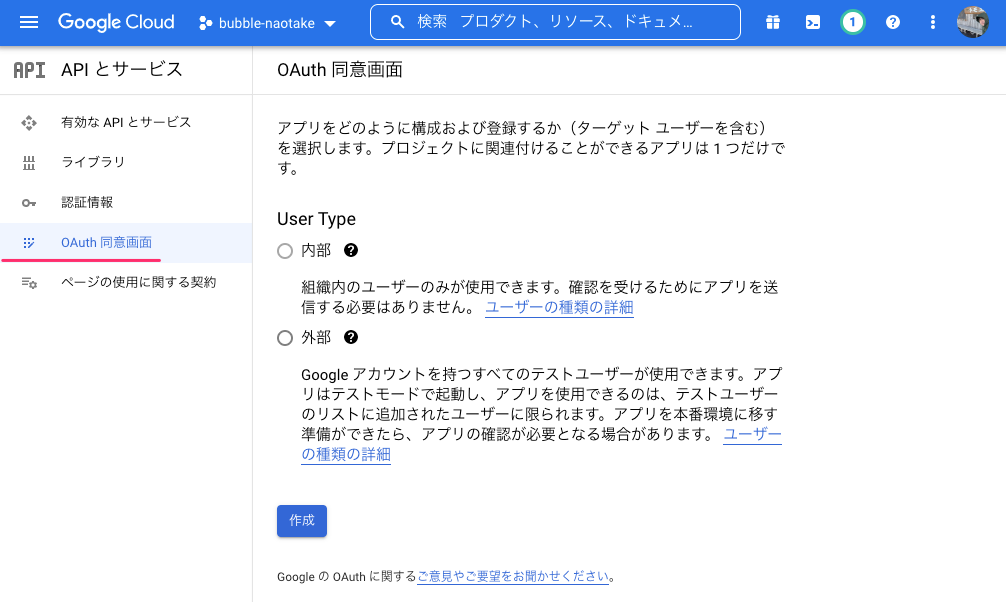 Google Cloud
bubble-naotake
検索 プロダクト、リソース、ドキュメ...
1
API API とサービス
OAuth 同意画面
有効な API とサービス
ライブラリ
認証情報
OAuth 同意画面
ページの使用に関する契約
アプリをどのように構成および登録するか（ターゲット ユーザーを含む）
を選択します。プロジェクトに関連付けることができるアプリは 1 つだけで
す。
User Type
内部
組織内のユーザーのみが使用できます。確認を受けるためにアプリを送
信する必要はありません。 ユーザーの種類の詳細
外部
Google アカウントを持つすべてのテストユーザーが使用できます。アプ
リはテストモードで起動し、アプリを使用できるのは、テストユーザー
のリストに追加されたユーザーに限られます。アプリを本番環境に移す
準備ができたら、アプリの確認が必要となる場合があります。 ユーザー
の種類の詳細
作成
Google の OAuth に関するご意見やご要望をお聞かせください。